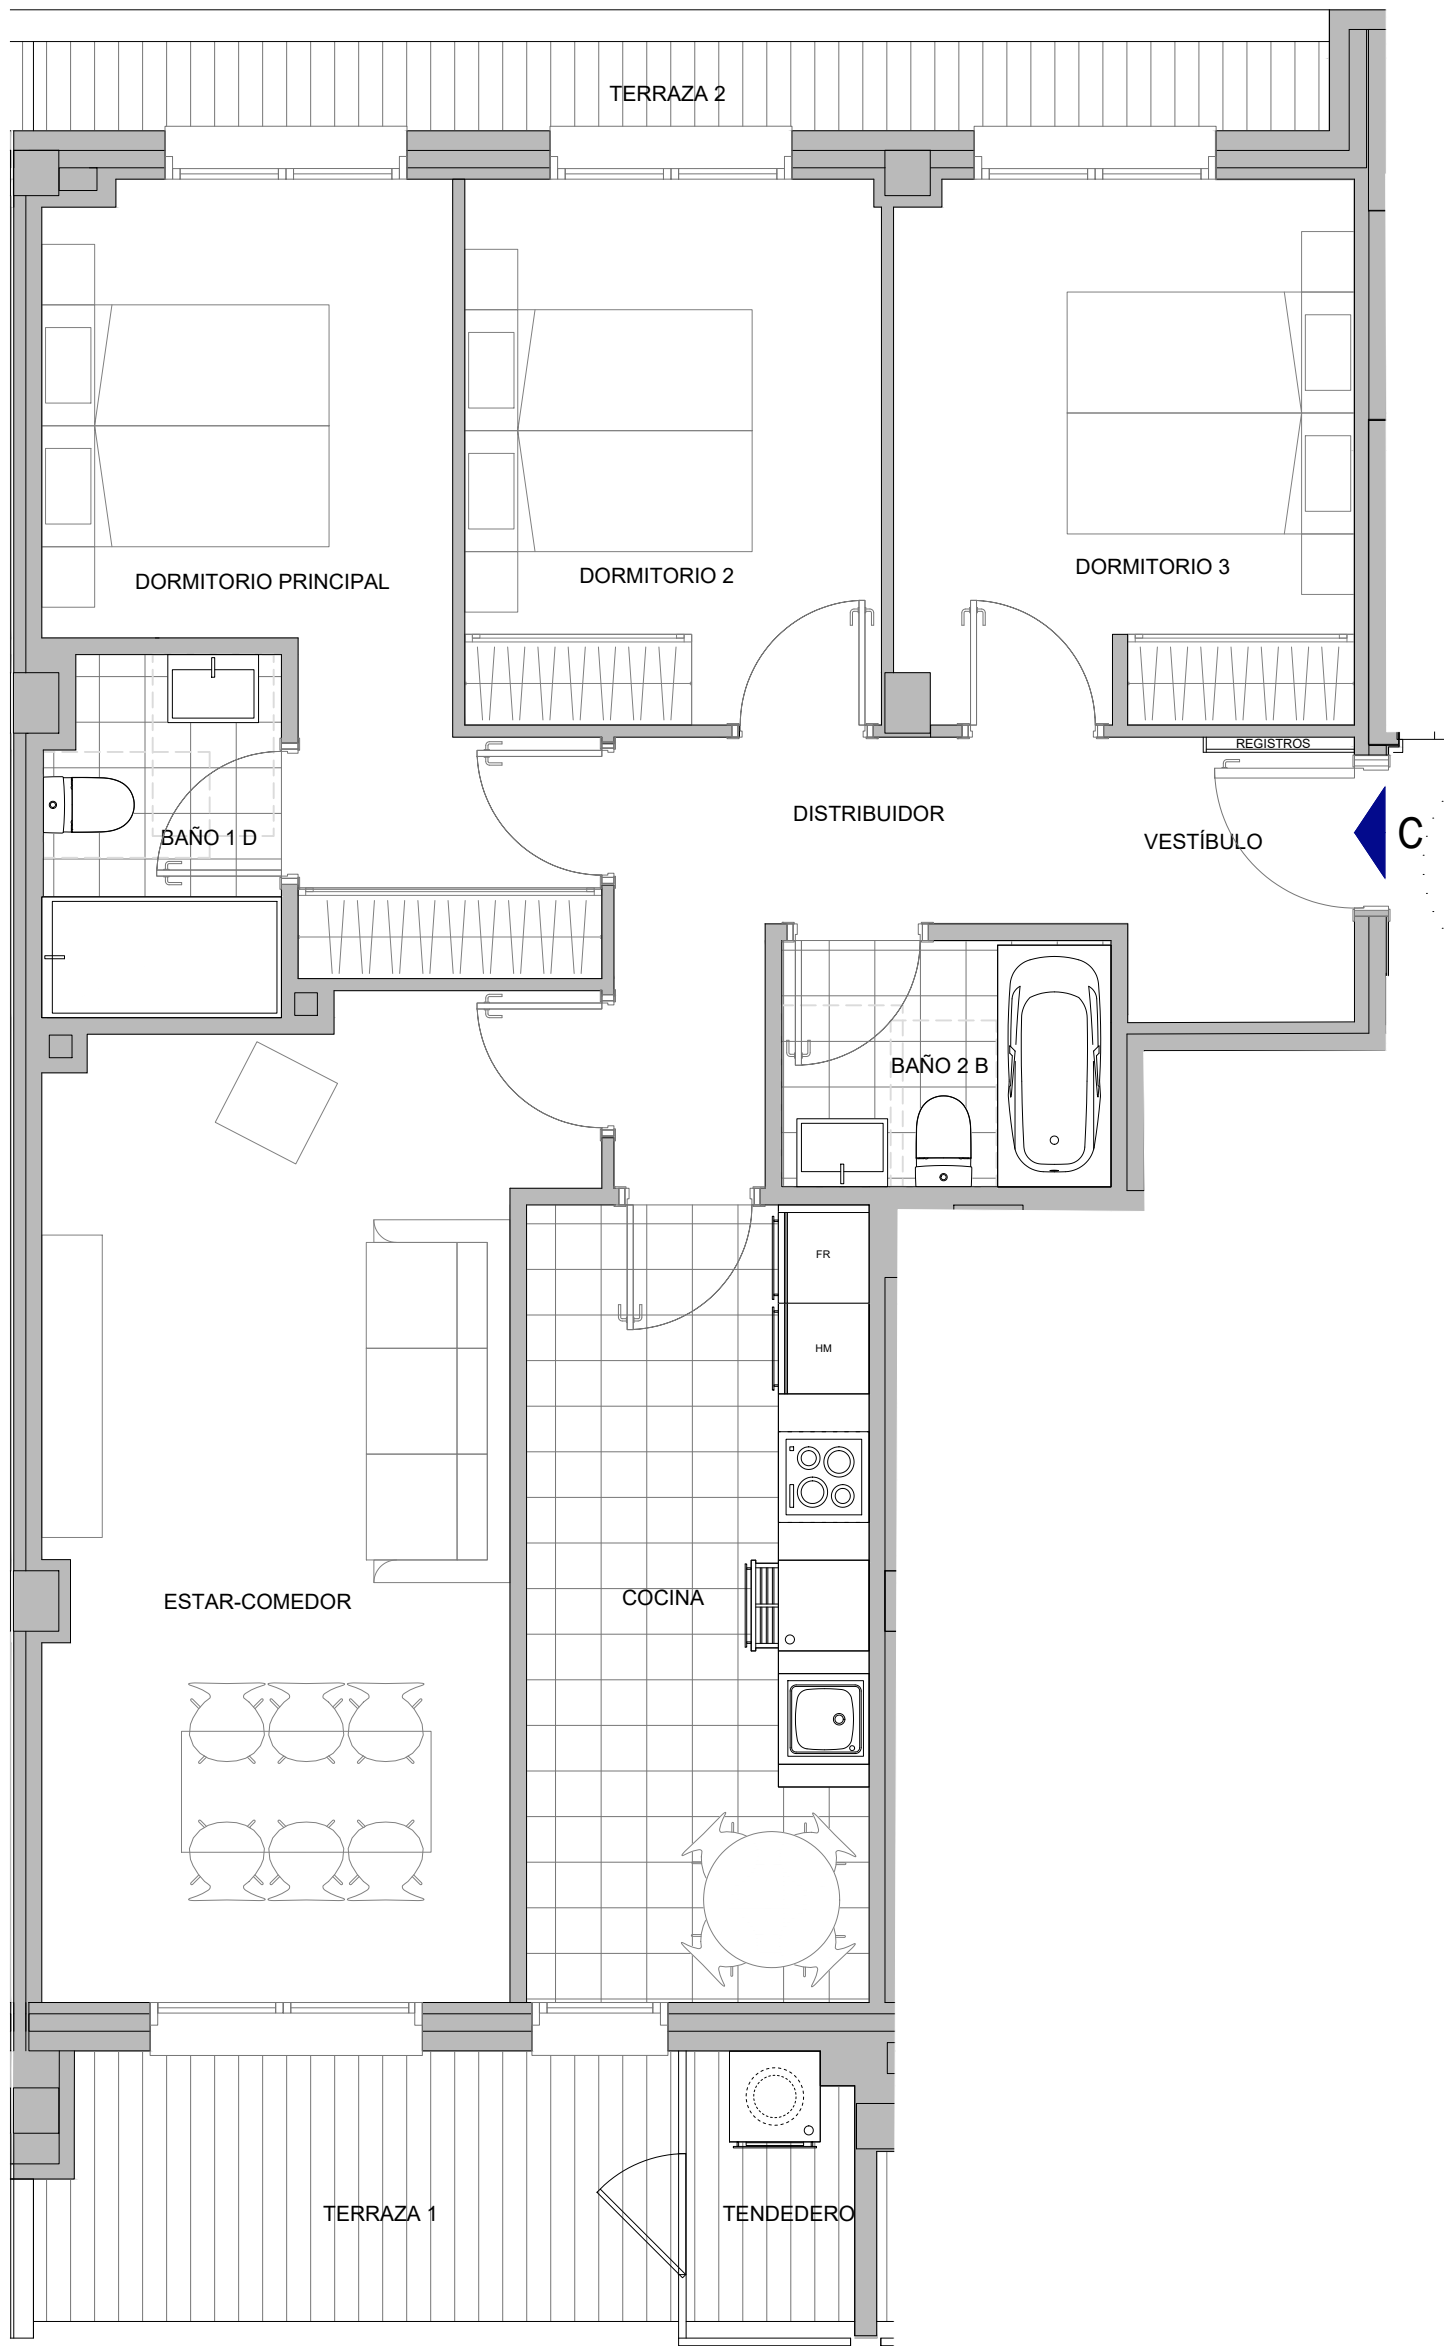 TERRAZA 2
DORMITORIO PRINCIPAL
DORMITORIO 2
DORMITORIO 3
REGISTROS
DISTRIBUIDOR
VESTÍBULO
C
BAÑO 1 D
BAÑO 2 B
FR
HM
ESTAR-COMEDOR
COCINA
TERRAZA 1
TENDEDERO